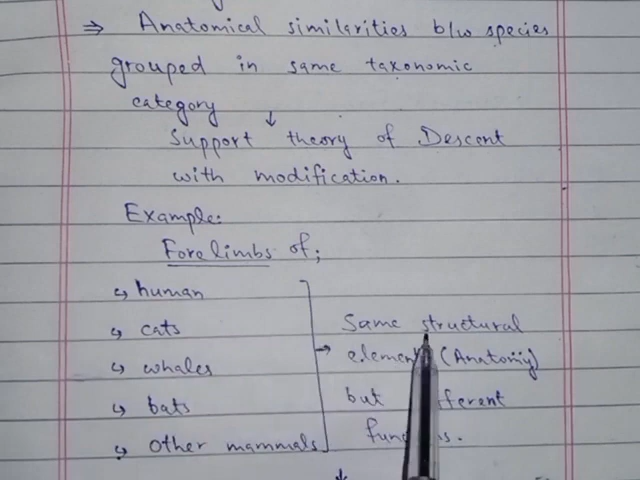 ⇒ Anatomical similarities b/w species
grouped in same taxonomic
category
↓
Support theory of Descent
with modification.
Example:
Forelimbs of;
↳ human
↳ cats
↳ whales
↳ bats
↳ other mammals
→ Same structural
(Anatomy)
but
↓